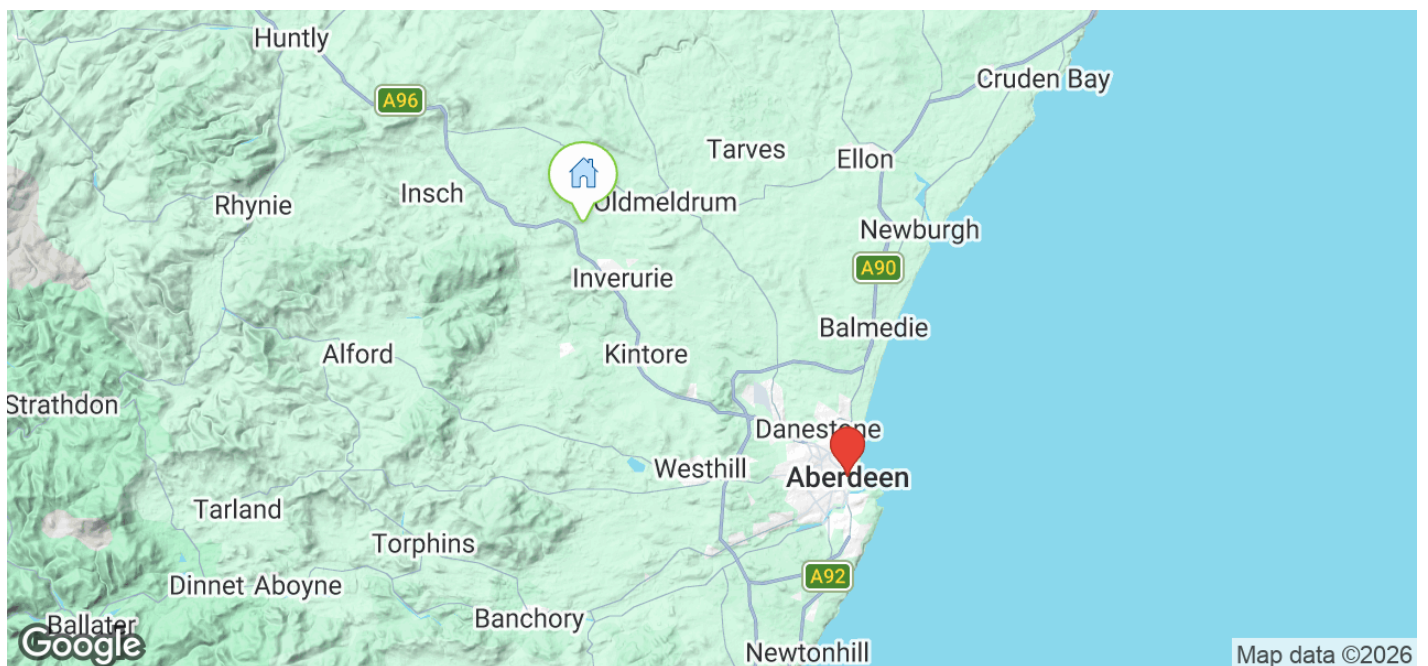 Huntly
Cruden Bay
A96
Tarves
Ellon
Insch
Rhynie
Oldmeldrum
Newburgh
A90
Inverurie
Balmedie
Alford
Kintore
Strathdon
Danestone
Westhill
Aberdeen
Tarland
Torphins
A92
Dinnet Aboyne
Banchory
Ballater
Google
Newtonhill
Map data ©2026